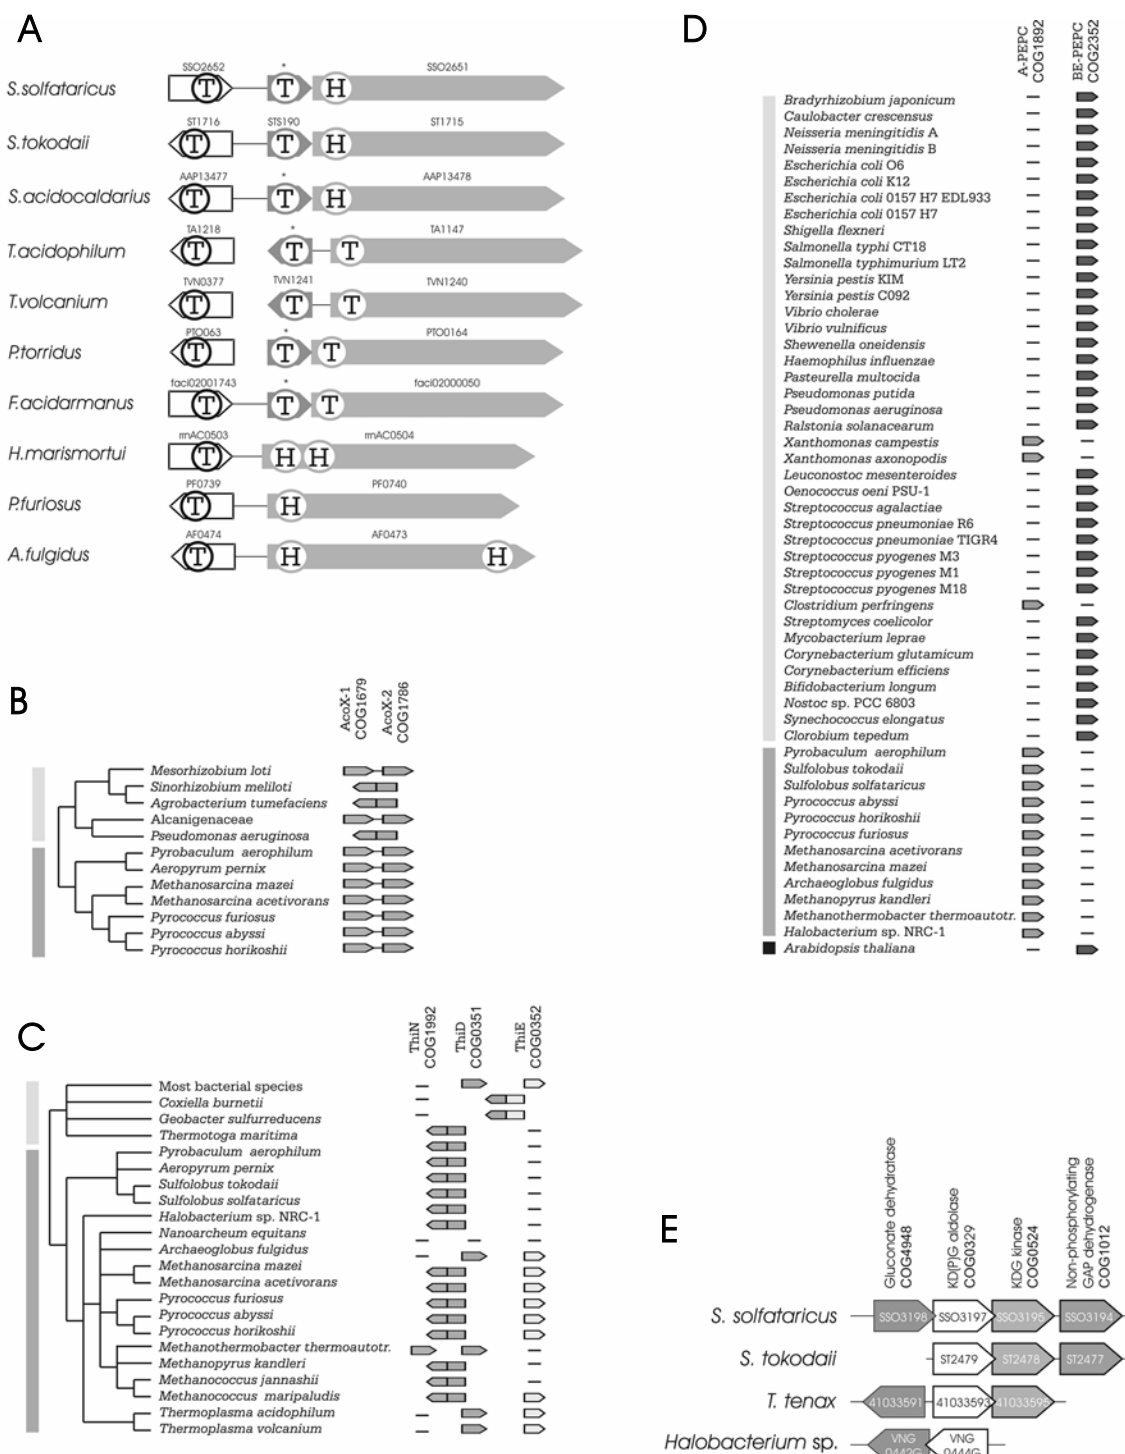 A
SSO2652 * SSO2651
S.solfataricus T T H
ST1716 STS190 ST1715
S.tokodaii T T H
AAP13477 * AAP13478
S.acidocaldarius T T H
TA1218 * TA1147
T.acidophilum T T T
TVN0377 TVN1241 TVN1240
T.volcanium T T T
PTO063 * PTO0164
P.torridus T T T
faci02001743 * faci02000050
F.acidarmanus T T T
rrnAC0503 rrnAC0504
H.marismortui T H H
PF0739 PF0740
P.furiosus T H
AF0474 AF0473
A.fulgidus T H H
B
AcoX-1
COG1679
AcoX-2
COG1786
Mesorhizobium loti
Sinorhizobium meliloti
Agrobacterium tumefaciens
Alcanigenaceae
Pseudomonas aeruginosa
Pyrobaculum aerophilum
Aeropyrum pernix
Methanosarcina mazei
Methanosarcina acetivorans
Pyrococcus furiosus
Pyrococcus abyssi
Pyrococcus horikoshii
C
ThiN
COG1992
ThiD
COG0351
ThiE
COG0352
Most bacterial species
Coxiella burnetii
Geobacter sulfurreducens
Thermotoga maritima
Pyrobaculum aerophilum
Aeropyrum pernix
Sulfolobus tokodaii
Sulfolobus solfataricus
Halobacterium sp. NRC-1
Nanoarcheum equitans
Archaeoglobus fulgidus
Methanosarcina mazei
Methanosarcina acetivorans
Pyrococcus furiosus
Pyrococcus abyssi
Pyrococcus horikoshii
Methanothermobacter thermoautotr.
Methanopyrus kandleri
Methanococcus jannashii
Methanococcus maripaludis
Thermoplasma acidophilum
Thermoplasma volcanium
D
A-PEPC
COG1892
BE-PEPC
COG2352
Bradyrhizobium japonicum
Caulobacter crescensus
Neisseria meningitidis A
Neisseria meningitidis B
Escherichia coli O6
Escherichia coli K12
Escherichia coli 0157 H7 EDL933
Escherichia coli 0157 H7
Shigella flexneri
Salmonella typhi CT18
Salmonella typhimurium LT2
Yersinia pestis KIM
Yersinia pestis C092
Vibrio cholerae
Vibrio vulnificus
Shewenella oneidensis
Haemophilus influenzae
Pasteurella multocida
Pseudomonas putida
Pseudomonas aeruginosa
Ralstonia solanacearum
Xanthomonas campestis
Xanthomonas axonopodis
Leuconostoc mesenteroides
Oenococcus oeni PSU-1
Streptococcus agalactiae
Streptococcus pneumoniae R6
Streptococcus pneumoniae TIGR4
Streptococcus pyogenes M3
Streptococcus pyogenes M1
Streptococcus pyogenes M18
Clostridium perfringens
Streptomyces coelicolor
Mycobacterium leprae
Corynebacterium glutamicum
Corynebacterium efficiens
Bifidobacterium longum
Nostoc sp. PCC 6803
Synechococcus elongatus
Clorobium tepedum
Pyrobaculum aerophilum
Sulfolobus tokodaii
Sulfolobus solfataricus
Pyrococcus abyssi
Pyrococcus horikoshii
Pyrococcus furiosus
Methanosarcina acetivorans
Methanosarcina mazei
Archaeoglobus fulgidus
Methanopyrus kandleri
Methanothermobacter thermoautotr.
Halobacterium sp. NRC-1
Arabidopsis thaliana
E
Gluconate dehydratase
COG4948
KD(P)G aldolase
COG0329
KDG kinase
COG0524
Non-phosphorylating
GAP dehydrogenase
COG1012
S. solfataricus SSO3198 SSO3197 SSO3195 SSO3194
S. tokodaii ST2479 ST2478 ST2477
T. tenax 41033591 41033593 41033595
Halobacterium sp. VNG 0442G VNG 0444G